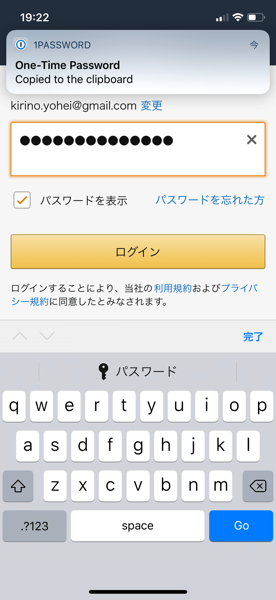 19:22
1PASSWORD 今
One-Time Password
Copied to the clipboard
kirino.yohei@gmail.com 変更
●●●●●●●●●●●●●● ✕
パスワードを表示 パスワードを忘れた方
ログイン
ログインすることにより、当社の利用規約およびプライバ
シー規約に同意したとみなされます。
完了
パスワード
q w e r t y u i o p
a s d f g h j k l
z x c v b n m
.?123 space Go